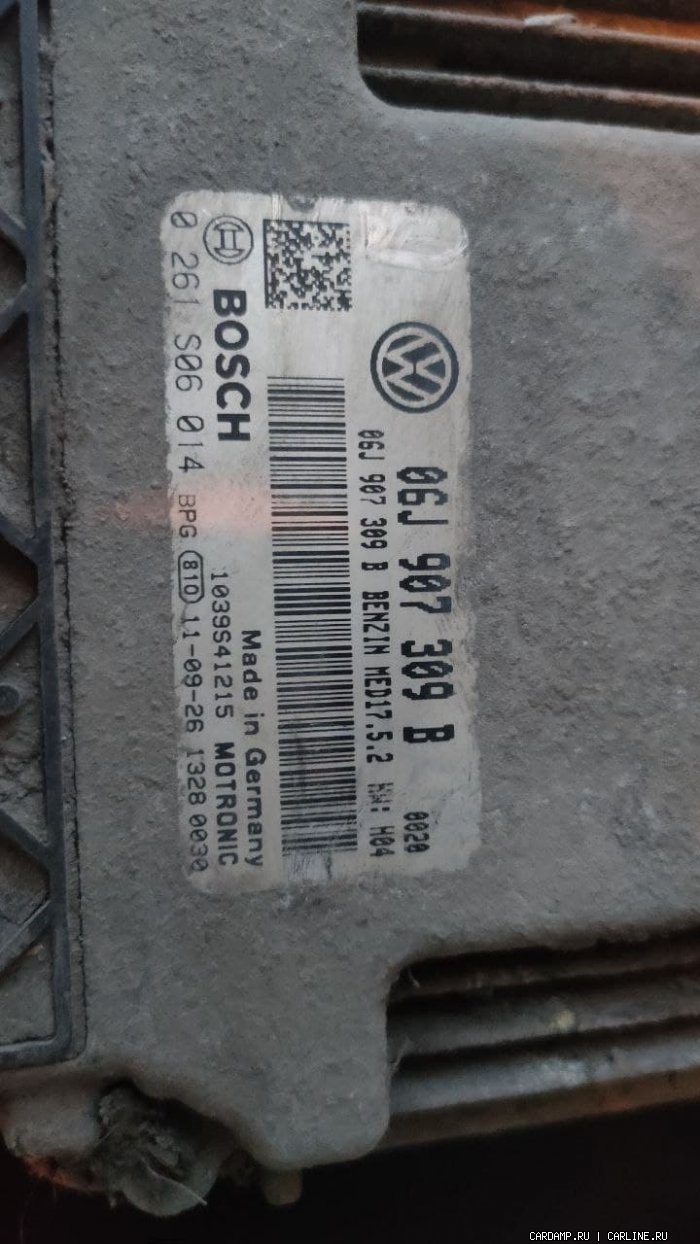 06J 907 309 B 0020
06J 907 309 B BENZIN MED17.5.2 HW: H04
Made in Germany
BOSCH 1039S41215 MOTRONIC
0 261 S06 014 BPG 810 11-09-26 1328 0030
CARDAMP.RU | CARLINE.RU